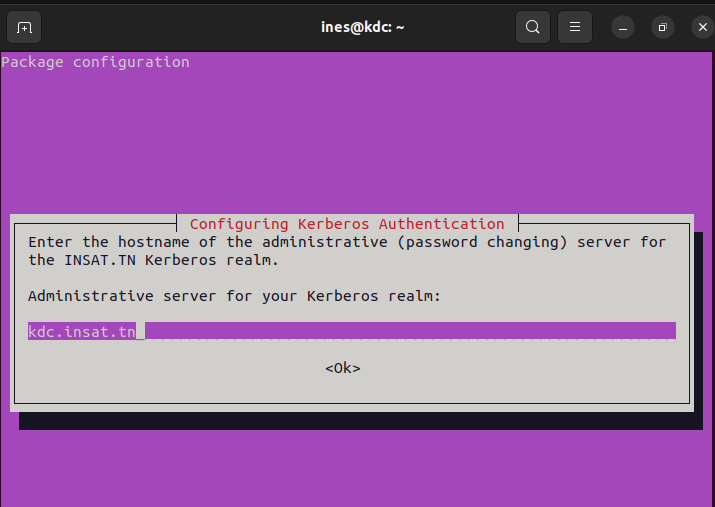 ines@kdc: ~
Package configuration
Configuring Kerberos Authentication
Enter the hostname of the administrative (password changing) server for
the INSAT.TN Kerberos realm.
Administrative server for your Kerberos realm:
kdc.insat.tn
<Ok>